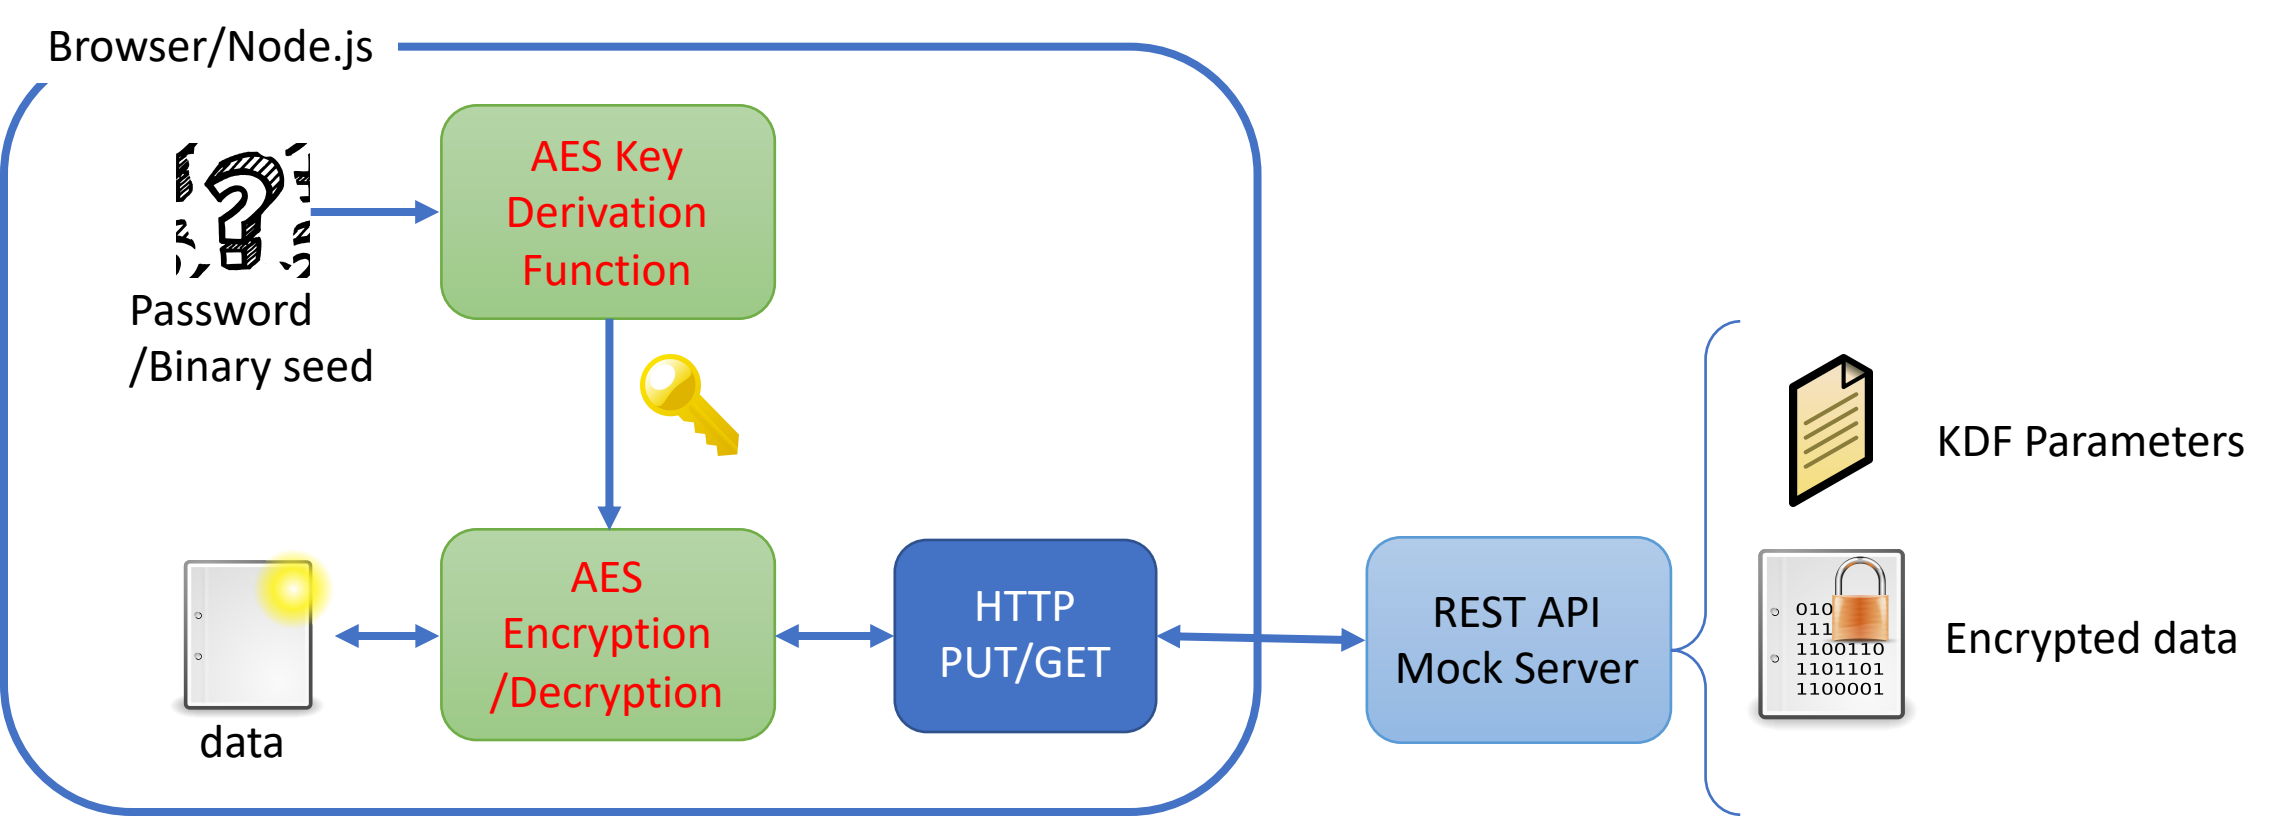 Browser/Node.js
AES Key
Derivation
Function
Password
/Binary seed
KDF Parameters
AES
Encryption
/Decryption
HTTP
PUT/GET
REST API
Mock Server
010
111
1100110
1101101
1100001
Encrypted data
data